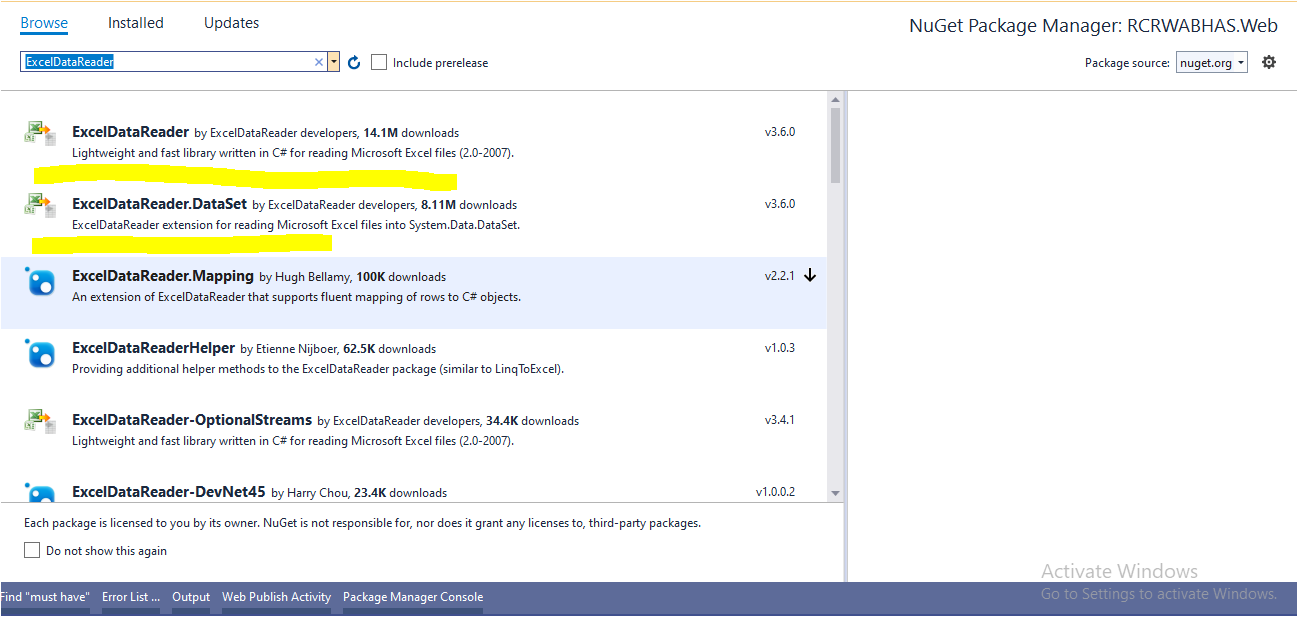 Browse Installed Updates
NuGet Package Manager: RCRWABHAS.Web
ExcelDataReader
Include prerelease
Package source: nuget.org
ExcelDataReader by ExcelDataReader developers, 14.1M downloads v3.6.0
Lightweight and fast library written in C# for reading Microsoft Excel files (2.0-2007).
ExcelDataReader.DataSet by ExcelDataReader developers, 8.11M downloads v3.6.0
ExcelDataReader extension for reading Microsoft Excel files into System.Data.DataSet.
ExcelDataReader.Mapping by Hugh Bellamy, 100K downloads v2.2.1
An extension of ExcelDataReader that supports fluent mapping of rows to C# objects.
ExcelDataReaderHelper by Etienne Nijboer, 62.5K downloads v1.0.3
Providing additional helper methods to the ExcelDataReader package (similar to LinqToExcel).
ExcelDataReader-OptionalStreams by ExcelDataReader developers, 34.4K downloads v3.4.1
Lightweight and fast library written in C# for reading Microsoft Excel files (2.0-2007).
ExcelDataReader-DevNet45 by Harry Chou, 23.4K downloads v1.0.0.2
Each package is licensed to you by its owner. NuGet is not responsible for, nor does it grant any licenses to, third-party packages.
Do not show this again
Activate Windows
Go to Settings to activate Windows.
Find "must have" Error List ... Output Web Publish Activity Package Manager Console